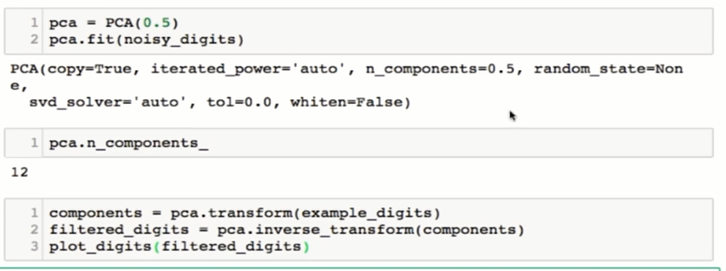 1 pca = PCA(0.5)
2 pca.fit(noisy_digits)
PCA(copy=True, iterated_power='auto', n_components=0.5, random_state=Non
e,
svd_solver='auto', tol=0.0, whiten=False)
1 pca.n_components_
12
1 components = pca.transform(example_digits)
2 filtered_digits = pca.inverse_transform(components)
3 plot_digits(filtered_digits)